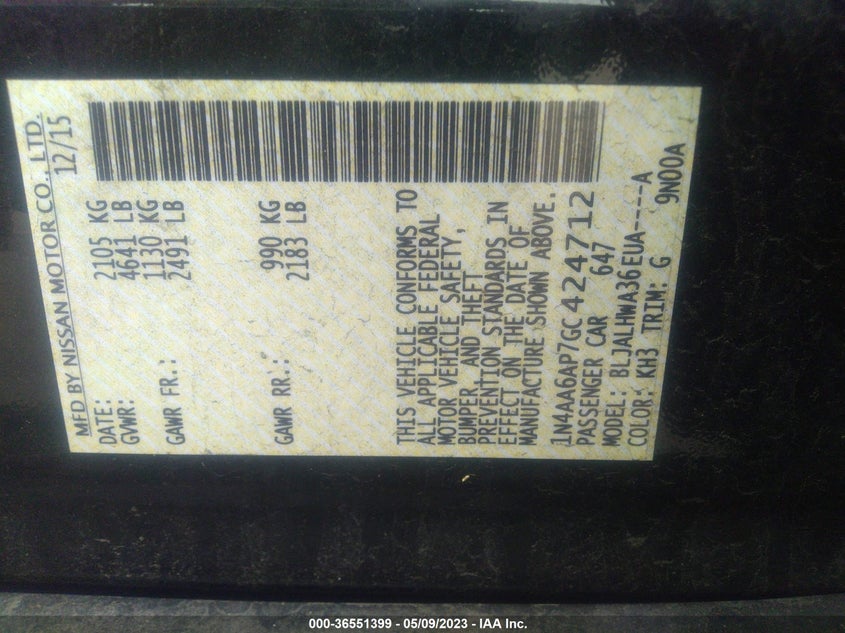 MFD BY NISSAN MOTOR CO., LTD.
DATE: 12/15
GVWR: 2105 KG
4641 LB
GAWR FR.: 1130 KG
2491 LB
GAWR RR.: 990 KG
2183 LB
THIS VEHICLE CONFORMS TO
ALL APPLICABLE FEDERAL
MOTOR VEHICLE SAFETY,
BUMPER, AND THEFT
PREVENTION STANDARDS IN
EFFECT ON THE DATE OF
MANUFACTURE SHOWN ABOVE.
1N4AA6AP7GC424712
PASSENGER CAR 647
MODEL: BLJALHWA36EUA----A
COLOR: KH3 TRIM: G 9N00A
000-36551399 - 05/09/2023 - IAA Inc.